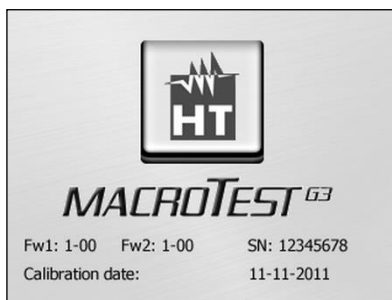 HT
MACROTEST G3
Fw1: 1-00 Fw2: 1-00 SN: 12345678
Calibration date: 11-11-2011